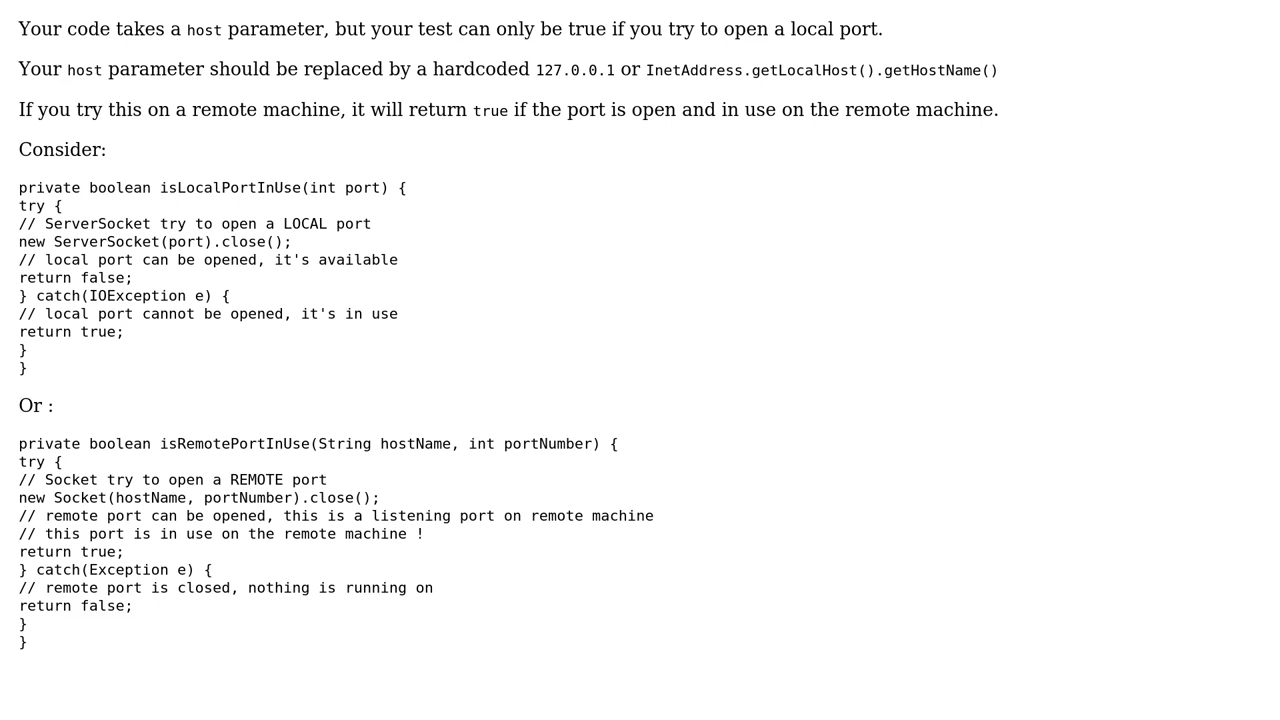 Your code takes a host parameter, but your test can only be true if you try to open a local port.
Your host parameter should be replaced by a hardcoded 127.0.0.1 or InetAddress.getLocalHost().getHostName()
If you try this on a remote machine, it will return true if the port is open and in use on the remote machine.
Consider:
private boolean isLocalPortInUse(int port) {
try {
// ServerSocket try to open a LOCAL port
new ServerSocket(port).close();
// local port can be opened, it's available
return false;
} catch(IOException e) {
// local port cannot be opened, it's in use
return true;
}
}
Or :
private boolean isRemotePortInUse(String hostName, int portNumber) {
try {
// Socket try to open a REMOTE port
new Socket(hostName, portNumber).close();
// remote port can be opened, this is a listening port on remote machine
// this port is in use on the remote machine !
return true;
} catch(Exception e) {
// remote port is closed, nothing is running on
return false;
}
}